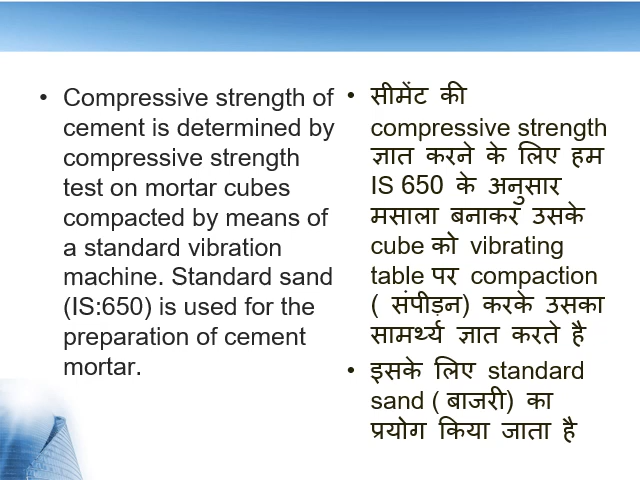 • Compressive strength of
cement is determined by
compressive strength
test on mortar cubes
compacted by means of
a standard vibration
machine. Standard sand
(IS:650) is used for the
preparation of cement
mortar.
• सीमेंट की
compressive strength
ज्ञात करने के लिए हम
IS 650 के अनुसार
मसाला बनाकर उसके
cube को vibrating
table पर compaction
( संपीड़न) करके उसका
सामर्थ्य ज्ञात करते है
• इसके लिए standard
sand ( बाजरी) का
प्रयोग किया जाता है